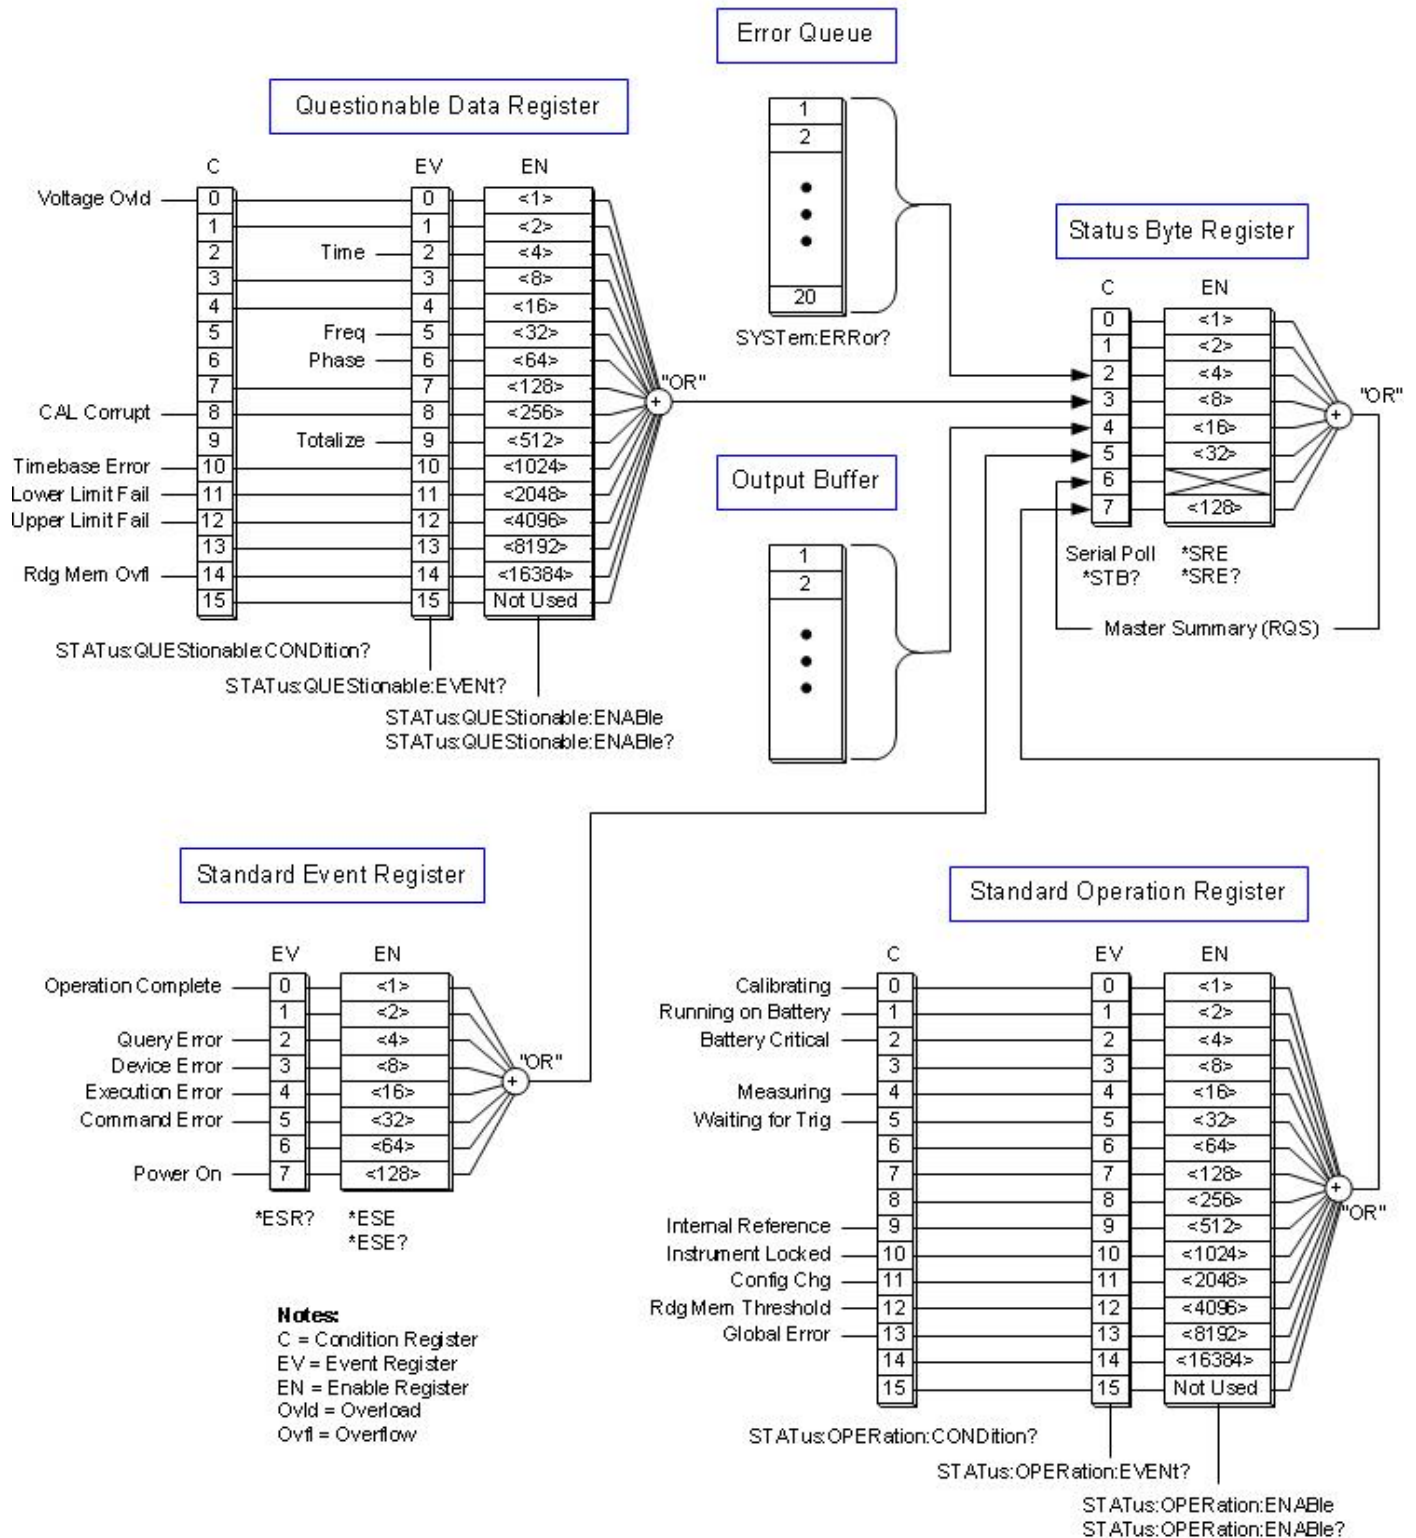 Error Queue
1
2
20
SYSTem:ERRor?
Questionable Data Register
C EV EN
Voltage Ovld 0 0 <1>
1 1 <2>
2 Time 2 <4>
3 3 <8>
4 4 <16>
5 Freq 5 <32>
6 Phase 6 <64>
7 7 <128>
CAL Corrupt 8 8 <256>
9 Totalize 9 <512>
Timebase Error 10 10 <1024>
Lower Limit Fail 11 11 <2048>
Upper Limit Fail 12 12 <4096>
13 13 <8192>
Rdg Mem Ovfl 14 14 <16384>
15 15 Not Used
+ "OR"
STATus:QUEStionable:CONDition?
STATus:QUEStionable:EVENt?
STATus:QUEStionable:ENABle
STATus:QUEStionable:ENABle?
Output Buffer
1
2
Status Byte Register
C EN
0 <1>
1 <2>
2 <4>
3 <8>
4 <16>
5 <32>
6
7 <128>
+ "OR"
Serial Poll *SRE
*STB? *SRE?
Master Summary (RQS)
Standard Event Register
EV EN
Operation Complete 0 <1>
1 <2>
Query Error 2 <4>
Device Error 3 <8>
Execution Error 4 <16>
Command Error 5 <32>
6 <64>
Power On 7 <128>
+ "OR"
*ESR? *ESE
*ESE?
Standard Operation Register
C EV EN
Calibrating 0 0 <1>
Running on Battery 1 1 <2>
Battery Critical 2 2 <4>
3 3 <8>
Measuring 4 4 <16>
Waiting for Trig 5 5 <32>
6 6 <64>
7 7 <128>
8 8 <256>
Internal Reference 9 9 <512>
Instrument Locked 10 10 <1024>
Config Chg 11 11 <2048>
Rdg Mem Threshold 12 12 <4096>
Global Error 13 13 <8192>
14 14 <16384>
15 15 Not Used
+ "OR"
STATus:OPERation:CONDition?
STATus:OPERation:EVENt?
STATus:OPERation:ENABle
STATus:OPERation:ENABle?
Notes:
C = Condition Register
EV = Event Register
EN = Enable Register
Ovld = Overload
Ovfl = Overflow